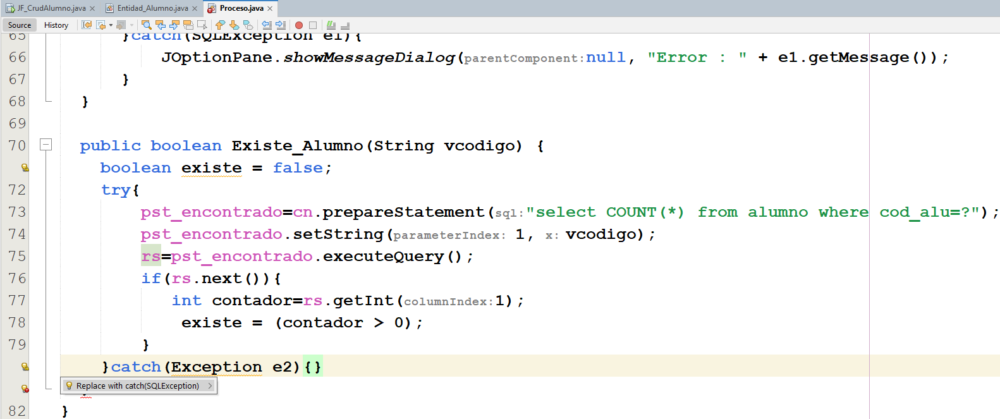 JF_CrudAlumno.java Entidad_Alumno.java Proceso.java
Source History
65 }catch(SQLException e1){
66 JOptionPane.showMessageDialog(parentComponent:null, "Error : " + e1.getMessage());
67 }
68 }
69
70 public boolean Existe_Alumno(String vcodigo) {
boolean existe = false;
72 try{
73 pst_encontrado=cn.prepareStatement(sql:"select COUNT(*) from alumno where cod_alu=?");
74 pst_encontrado.setString(parameterIndex: 1, x: vcodigo);
75 rs=pst_encontrado.executeQuery();
76 if(rs.next()){
77 int contador=rs.getInt(columnIndex:1);
78 existe = (contador > 0);
79 }
}catch(Exception e2){}
Replace with catch(SQLException)
82 }